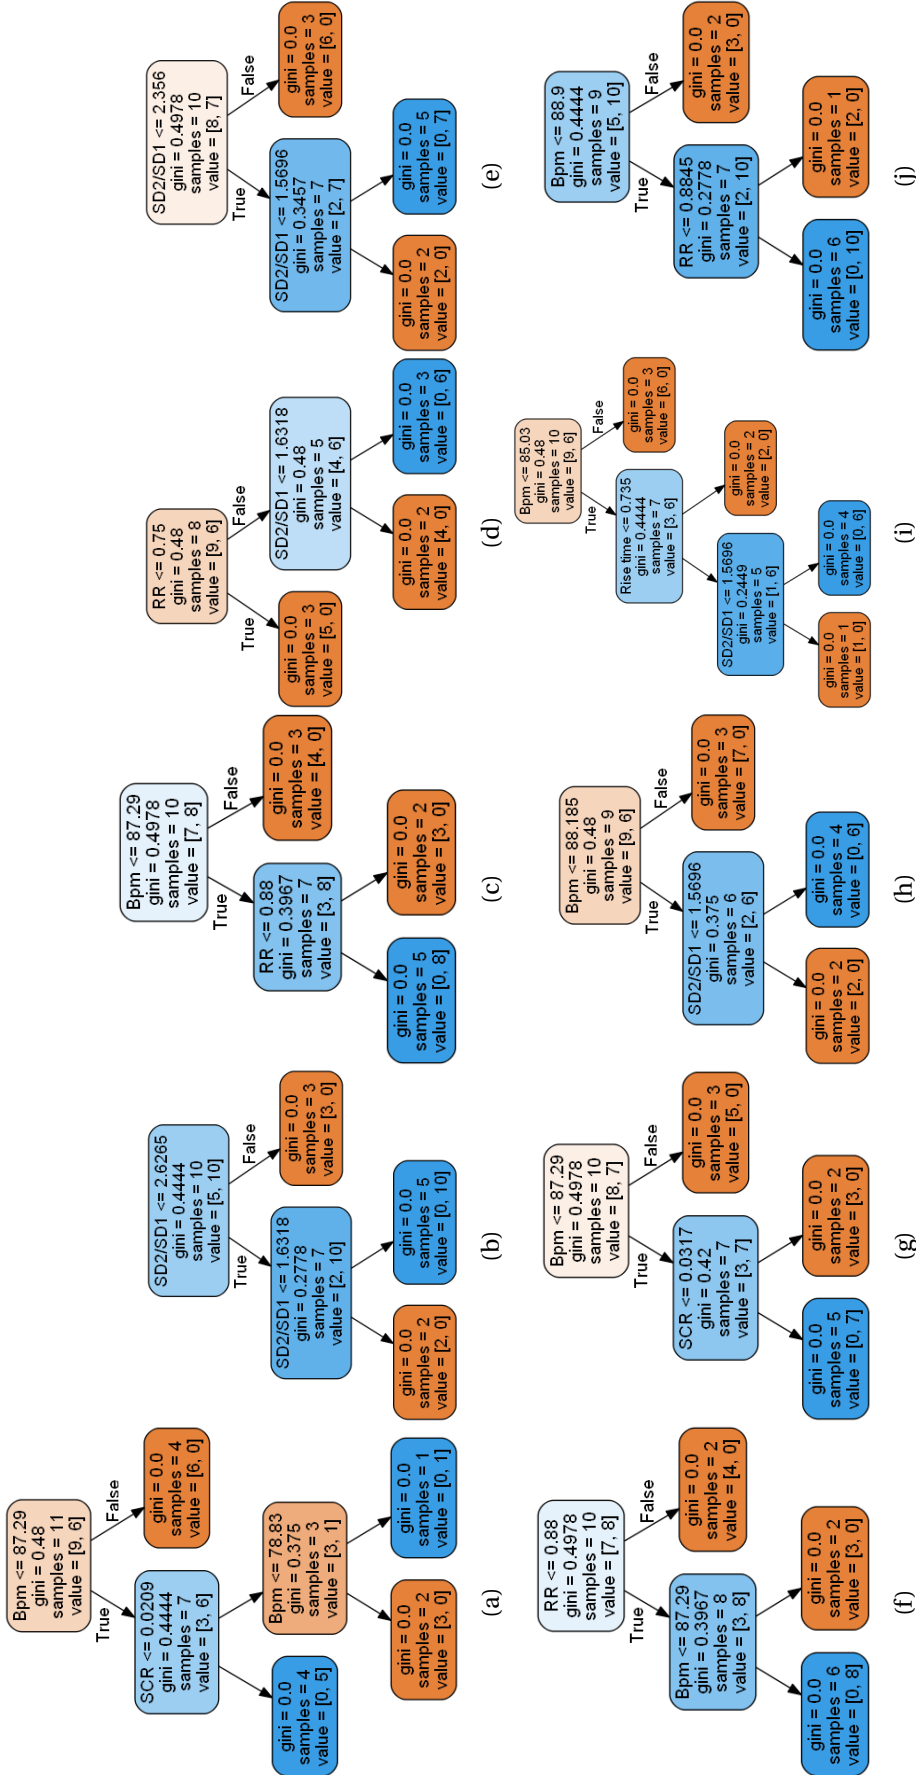 Bpm <= 87.29
gini = 0.48
samples = 11
value = [9, 6]
True
False
SCR <= 0.0209
gini = 0.4444
samples = 7
value = [3, 6]
gini = 0.0
samples = 4
value = [6, 0]
gini = 0.0
samples = 4
value = [0, 5]
Bpm <= 78.83
gini = 0.375
samples = 3
value = [3, 1]
gini = 0.0
samples = 2
value = [3, 0]
gini = 0.0
samples = 1
value = [0, 1]
(a)
SD2/SD1 <= 2.6265
gini = 0.4444
samples = 10
value = [5, 10]
True
False
SD2/SD1 <= 1.6318
gini = 0.2778
samples = 7
value = [2, 10]
gini = 0.0
samples = 3
value = [3, 0]
gini = 0.0
samples = 2
value = [2, 0]
gini = 0.0
samples = 5
value = [0, 10]
(b)
Bpm <= 87.29
gini = 0.4978
samples = 10
value = [7, 8]
True
False
RR <= 0.88
gini = 0.3967
samples = 7
value = [3, 8]
gini = 0.0
samples = 3
value = [4, 0]
gini = 0.0
samples = 5
value = [0, 8]
gini = 0.0
samples = 2
value = [3, 0]
(c)
RR <= 0.75
gini = 0.48
samples = 8
value = [9, 6]
True
False
gini = 0.0
samples = 3
value = [5, 0]
SD2/SD1 <= 1.6318
gini = 0.48
samples = 5
value = [4, 6]
gini = 0.0
samples = 2
value = [4, 0]
gini = 0.0
samples = 3
value = [0, 6]
(d)
SD2/SD1 <= 2.356
gini = 0.4978
samples = 10
value = [8, 7]
True
False
SD2/SD1 <= 1.5696
gini = 0.3457
samples = 7
value = [2, 7]
gini = 0.0
samples = 3
value = [6, 0]
gini = 0.0
samples = 2
value = [2, 0]
gini = 0.0
samples = 5
value = [0, 7]
(e)
RR <= 0.88
gini = 0.4978
samples = 10
value = [7, 8]
True
False
Bpm <= 87.29
gini = 0.3967
samples = 8
value = [3, 8]
gini = 0.0
samples = 2
value = [4, 0]
gini = 0.0
samples = 6
value = [0, 8]
gini = 0.0
samples = 2
value = [3, 0]
(f)
Bpm <= 87.29
gini = 0.4978
samples = 10
value = [8, 7]
True
False
SCR <= 0.0317
gini = 0.42
samples = 7
value = [3, 7]
gini = 0.0
samples = 3
value = [5, 0]
gini = 0.0
samples = 5
value = [0, 7]
gini = 0.0
samples = 2
value = [3, 0]
(g)
Bpm <= 88.185
gini = 0.48
samples = 9
value = [9, 6]
True
False
SD2/SD1 <= 1.5696
gini = 0.375
samples = 6
value = [2, 6]
gini = 0.0
samples = 3
value = [7, 0]
gini = 0.0
samples = 2
value = [2, 0]
gini = 0.0
samples = 4
value = [0, 6]
(h)
Bpm <= 85.03
gini = 0.48
samples = 10
value = [9, 6]
True
False
Rise time <= 0.735
gini = 0.4444
samples = 7
value = [3, 6]
gini = 0.0
samples = 3
value = [6, 0]
SD2/SD1 <= 1.5696
gini = 0.2449
samples = 5
value = [1, 6]
gini = 0.0
samples = 2
value = [2, 0]
gini = 0.0
samples = 1
value = [1, 0]
gini = 0.0
samples = 4
value = [0, 6]
(i)
Bpm <= 88.9
gini = 0.4444
samples = 9
value = [5, 10]
True
False
RR <= 0.8845
gini = 0.2778
samples = 7
value = [2, 10]
gini = 0.0
samples = 2
value = [3, 0]
gini = 0.0
samples = 6
value = [0, 10]
gini = 0.0
samples = 1
value = [2, 0]
(j)